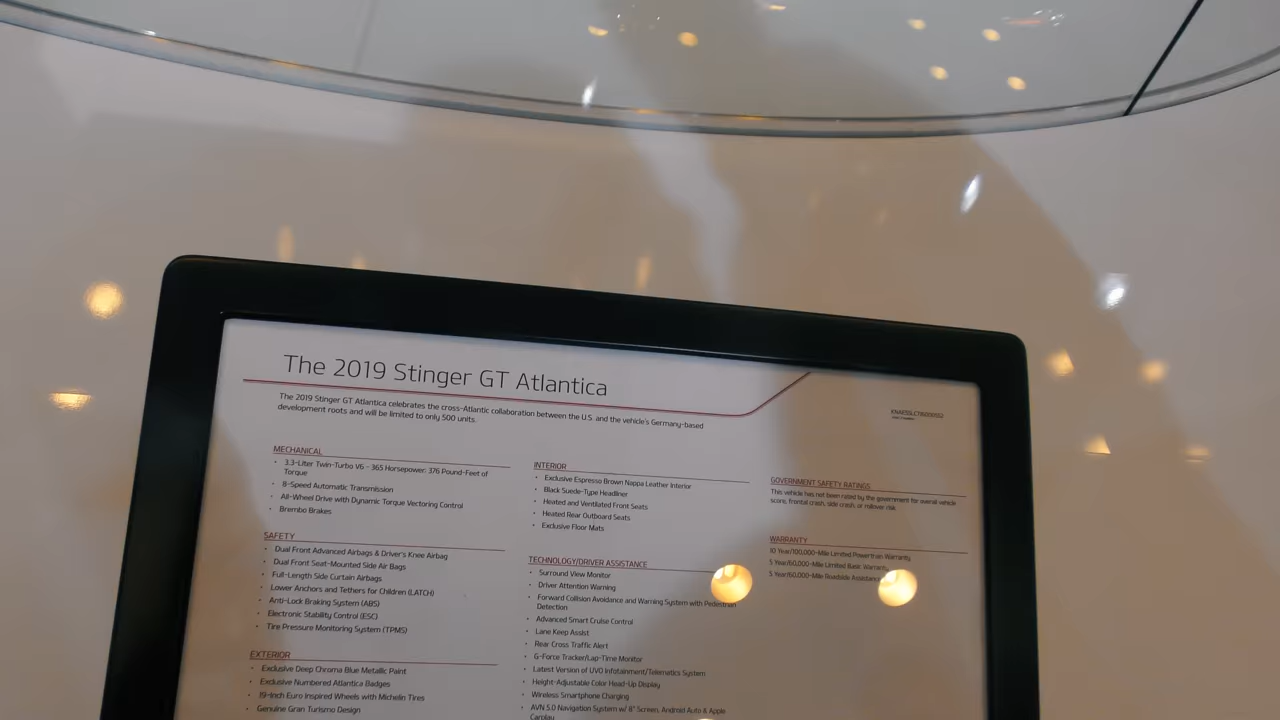 The 2019 Stinger GT Atlantica
The 2019 Stinger GT Atlantica celebrates the cross-Atlantic collaboration between the U.S. and the vehicle's Germany-based
development roots and will be limited to only 500 units.
MECHANICAL
• 3.3-Liter Twin-Turbo V6 – 365 Horsepower: 376 Pound-Feet of
Torque
• 8-Speed Automatic Transmission
• All-Wheel Drive with Dynamic Torque Vectoring Control
• Brembo Brakes
SAFETY
• Dual Front Advanced Airbags & Driver's Knee Airbag
• Dual Front Seat-Mounted Side Air Bags
• Full-Length Side Curtain Airbags
• Lower Anchors and Tethers for Children (LATCH)
• Anti-Lock Braking System (ABS)
• Electronic Stability Control (ESC)
• Tire Pressure Monitoring System (TPMS)
EXTERIOR
• Exclusive Deep Chroma Blue Metallic Paint
• Exclusive Numbered Atlantica Badges
• 19-Inch Euro Inspired Wheels with Michelin Tires
• Genuine Gran Turismo Design
INTERIOR
• Exclusive Espresso Brown Nappa Leather Interior
• Black Suede-Type Headliner
• Heated and Ventilated Front Seats
• Heated Rear Outboard Seats
• Exclusive Floor Mats
TECHNOLOGY/DRIVER ASSISTANCE
• Surround View Monitor
• Driver Attention Warning
• Forward Collision Avoidance and Warning System with Pedestrian
Detection
• Advanced Smart Cruise Control
• Lane Keep Assist
• Rear Cross Traffic Alert
• G-Force Tracker/Lap-Time Monitor
• Latest Version of UVO Infotainment/Telematics System
• Height-Adjustable Color Head-Up Display
• Wireless Smartphone Charging
• AVN 5.0 Navigation System w/ 8" Screen, Android Auto & Apple
Carplay
GOVERNMENT SAFETY RATINGS
This vehicle has not been rated by the government for overall vehicle
score, frontal crash, side crash, or rollover risk.
WARRANTY
10 Year/100,000-Mile Limited Powertrain Warranty,
5 Year/60,000-Mile Limited Basic Warranty,
5 Year/60,000-Mile Roadside Assistance